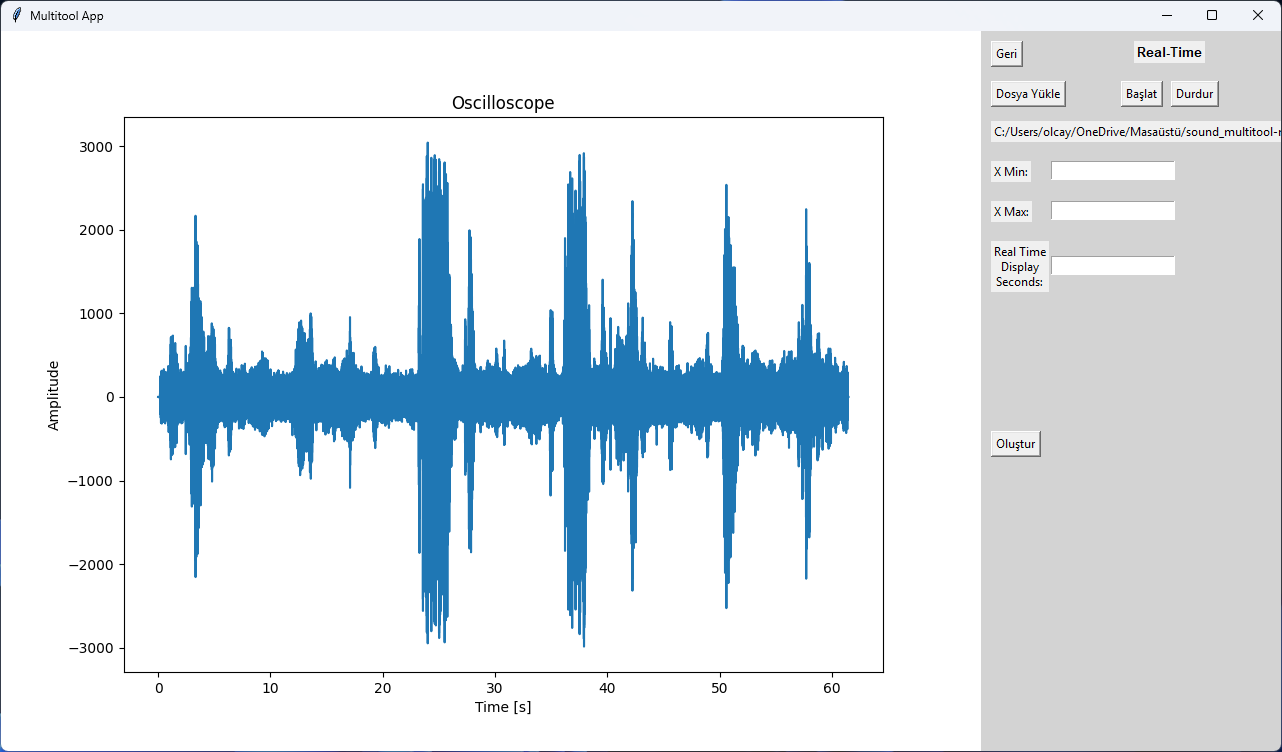 Multitool App
Geri
Real-Time
Dosya Yükle
Başlat
Durdur
C:/Users/olcay/OneDrive/Masaüstü/sound_multitool-
X Min:
X Max:
Real Time
Display
Seconds:
Oluştur
Oscilloscope
3000
2000
1000
0
−1000
−2000
−3000
Amplitude
0 10 20 30 40 50 60
Time [s]